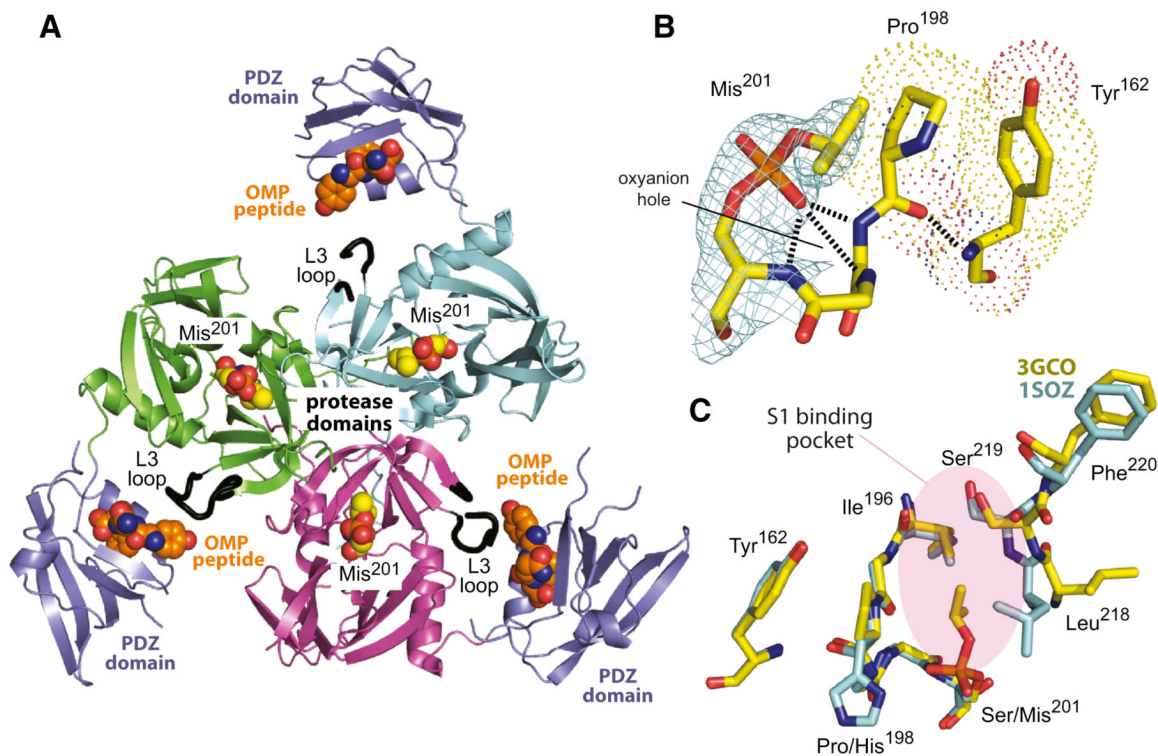 A
PDZ
domain
OMP
peptide
L3
loop
Mis201
Mis201
protease
domains
L3
loop
OMP
peptide
OMP
peptide
Mis201
L3
loop
PDZ
domain
PDZ
domain
B
Pro198
Mis201
Tyr162
oxyanion
hole
C
3GCO
1SOZ
S1 binding
pocket
Ser219
Phe220
Ile196
Tyr162
Leu218
Ser/Mis201
Pro/His198